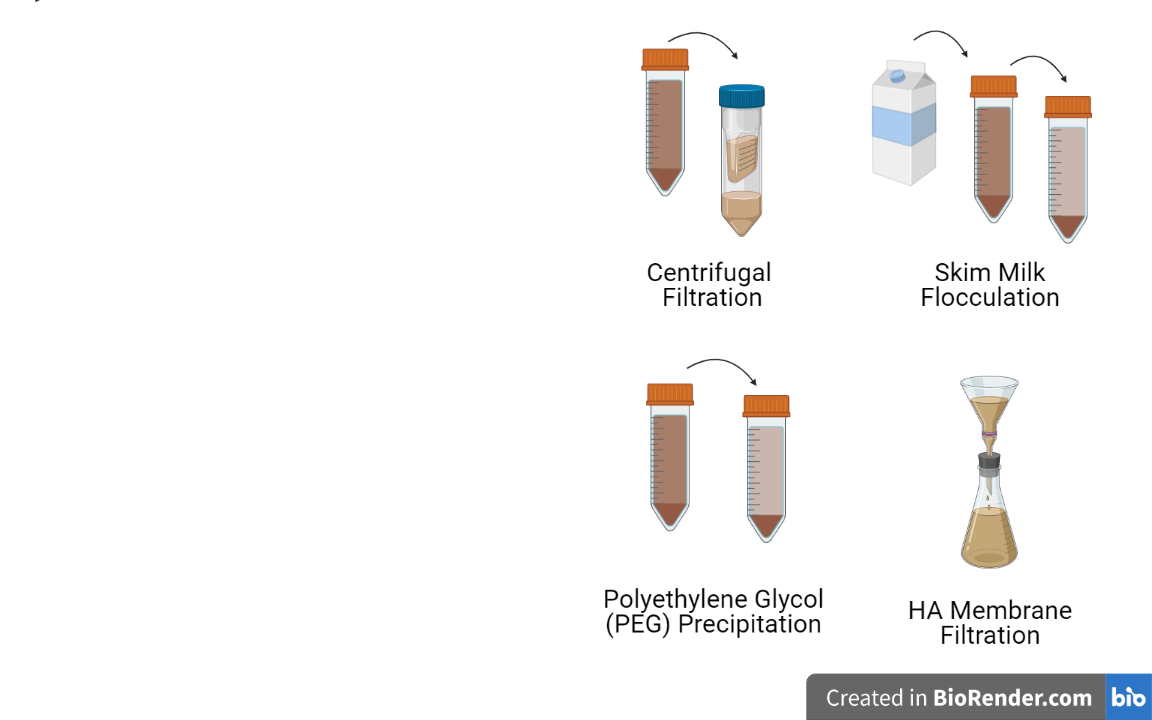 Centrifugal
Filtration
Skim Milk
Flocculation
Polyethylene Glycol
(PEG) Precipitation
HA Membrane
Filtration
Created in BioRender.com bio